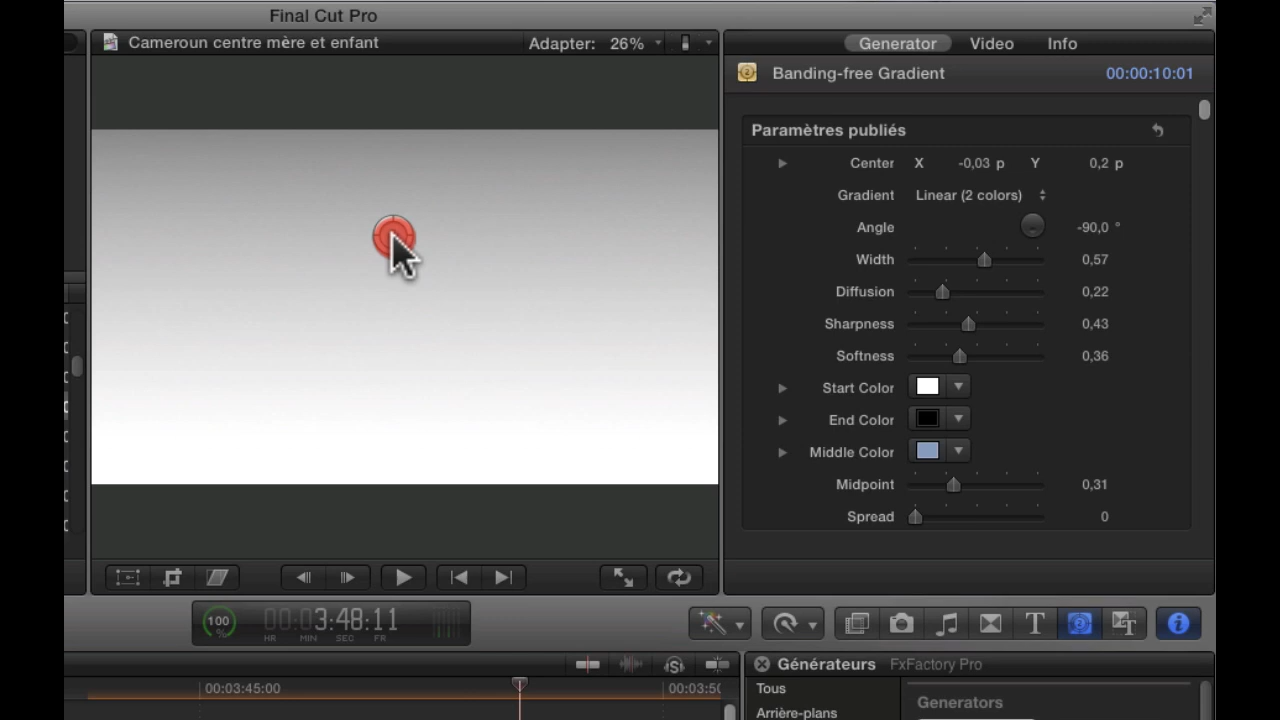 Final Cut Pro
Cameroun centre mère et enfant
Adapter: 26%
Generator Video Info
Banding-free Gradient 00:00:10:01
Paramètres publiés
Center X -0,03 p Y 0,2 p
Gradient Linear (2 colors)
Angle -90,0 °
Width 0,57
Diffusion 0,22
Sharpness 0,43
Softness 0,36
Start Color
End Color
Middle Color
Midpoint 0,31
Spread 0
100 % 00:03:48:11
HR MIN SEC FR
Générateurs FxFactory Pro
00:03:45:00 00:03:50
Tous
Arrière-plans
Generators